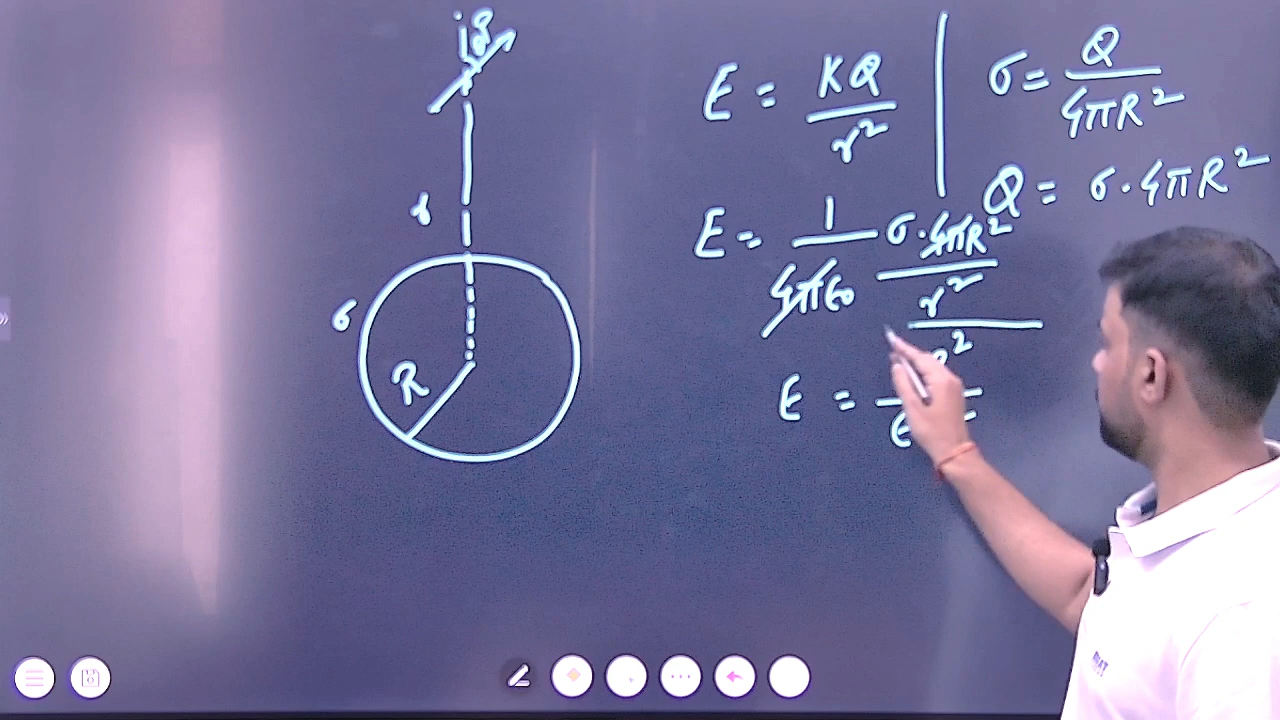 E = KQ / r²
σ = Q / 4πR²
Q = σ · 4πR²
E = 1 / 4πε₀ σ · 4πR² / r²
E =
σ
r
R